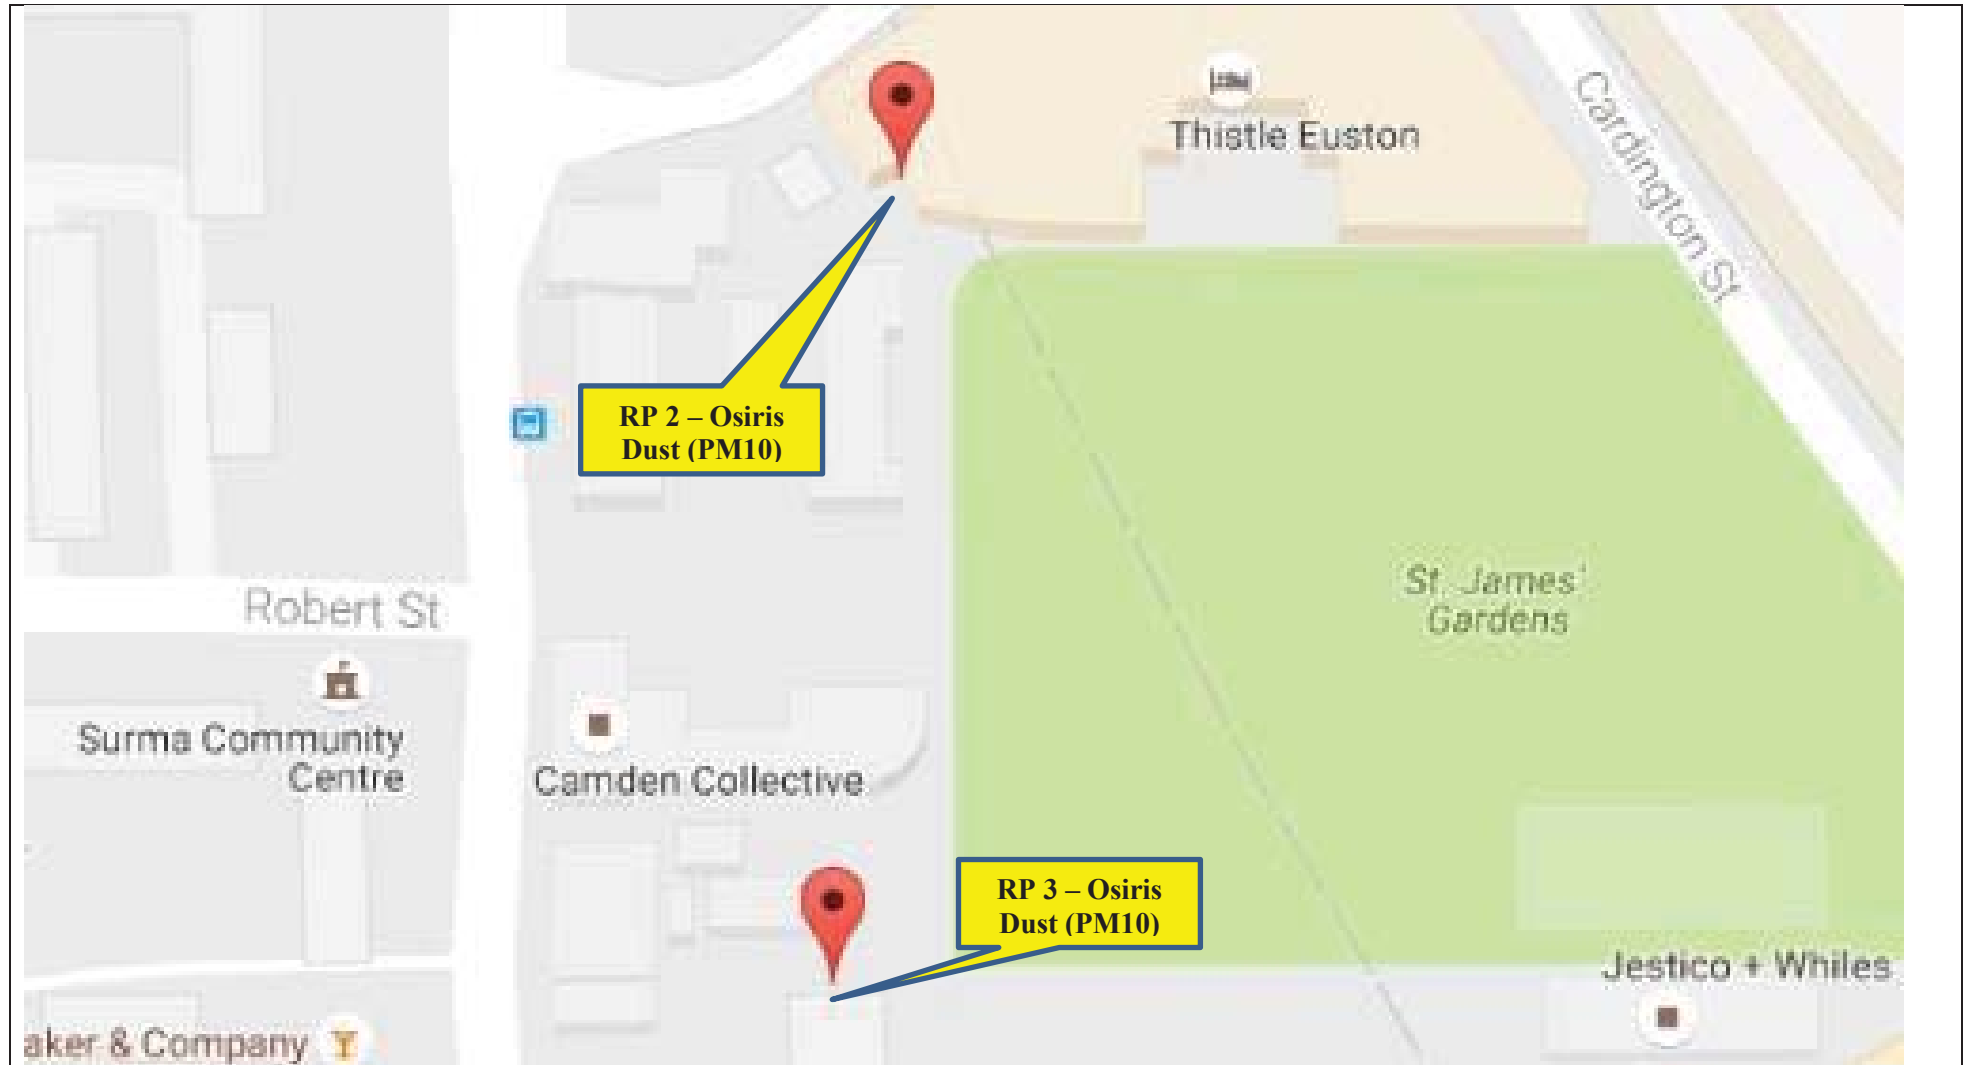 Thistle Euston
Cardington St
RP 2 – Osiris
Dust (PM10)
Robert St
St. James'
Gardens
Surma Community
Centre
Camden Collective
RP 3 – Osiris
Dust (PM10)
Jestico + Whiles
aker & Company